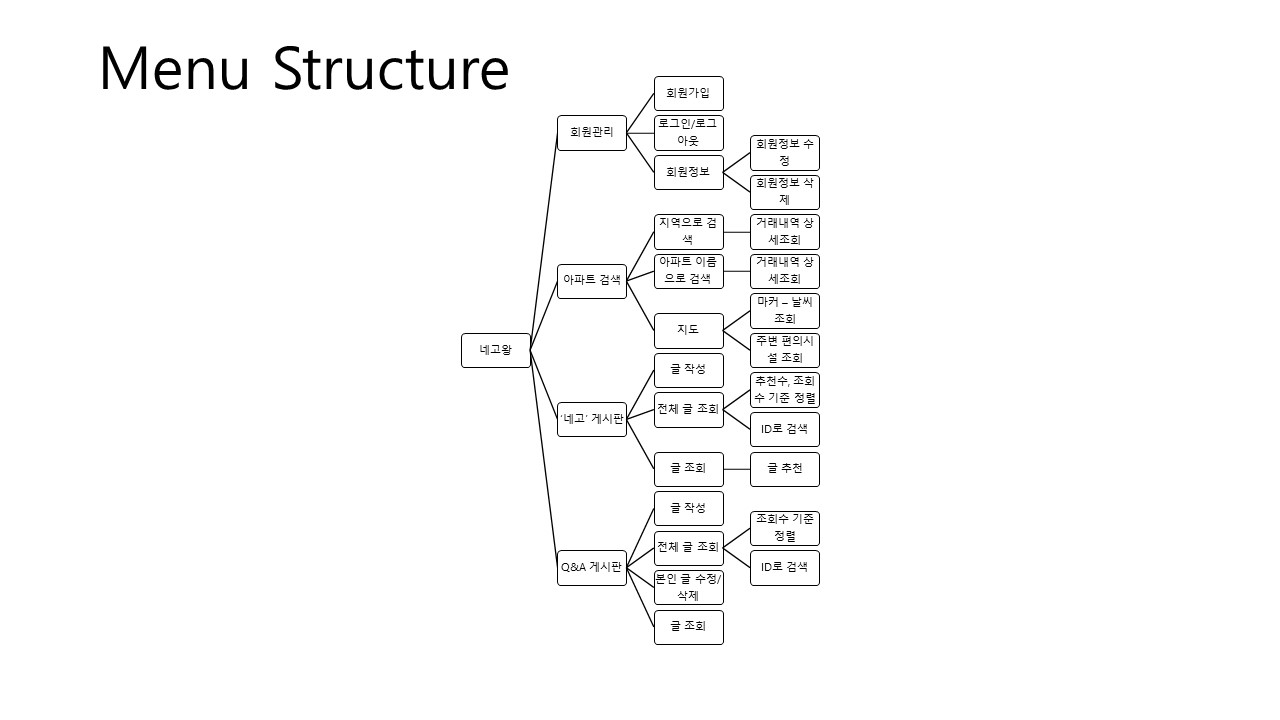 Menu Structure
네고왕
회원관리
회원가입
로그인/로그
아웃
회원정보
회원정보 수
정
회원정보 삭
제
아파트 검색
지역으로 검
색
거래내역 상
세조회
아파트 이름
으로 검색
거래내역 상
세조회
지도
마커 – 날씨
조회
주변 편의시
설 조회
'네고' 게시판
글 작성
전체 글 조회
추천수, 조회
수 기준 정렬
ID로 검색
글 조회
글 추천
Q&A 게시판
글 작성
전체 글 조회
조회수 기준
정렬
ID로 검색
본인 글 수정/
삭제
글 조회